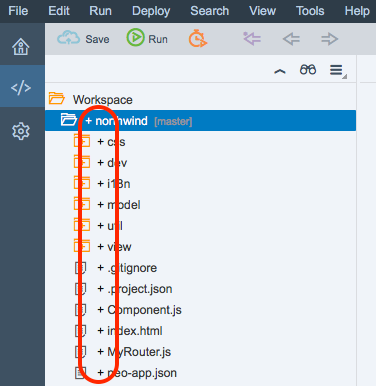 File Edit Run Deploy Search View Tools Help
Save Run
Workspace
+ northwind [master]
+ css
+ dev
+ i18n
+ model
+ util
+ view
+ .gitignore
+ .project.json
+ Component.js
+ index.html
+ MyRouter.js
+ neo-app.json